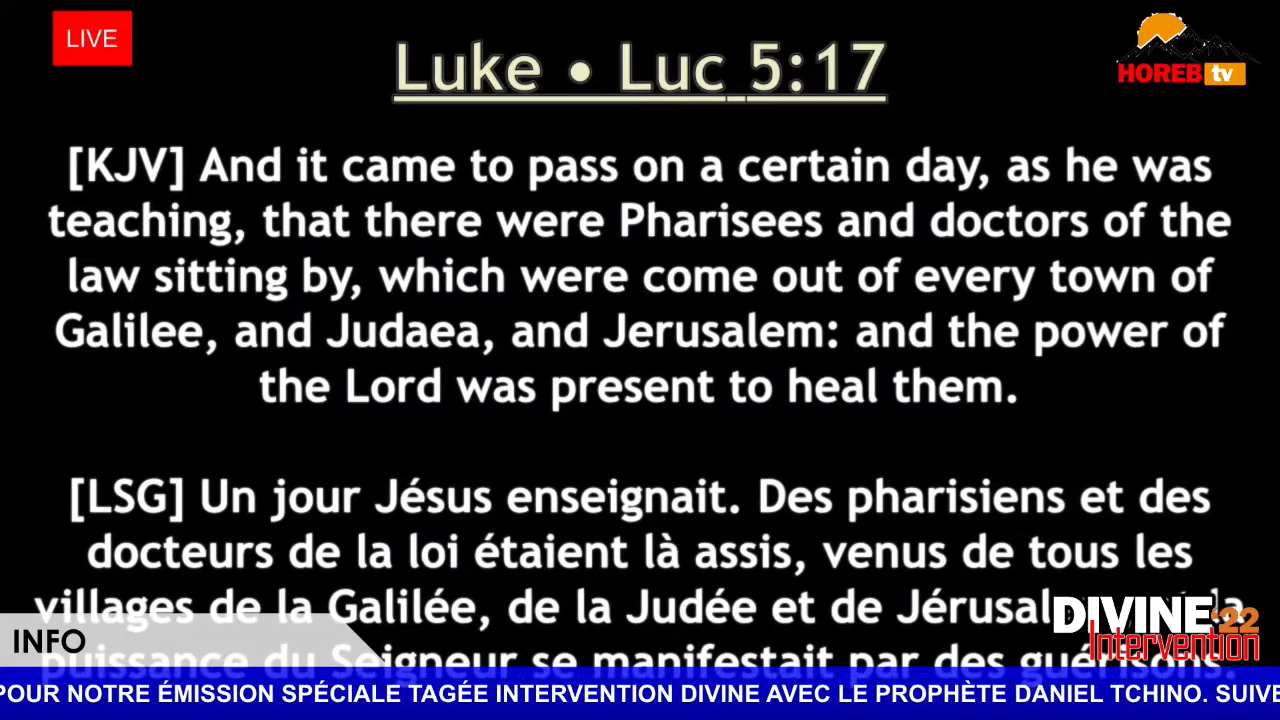 LIVE
Luke • Luc 5:17
HOREB tv
[KJV] And it came to pass on a certain day, as he was
teaching, that there were Pharisees and doctors of the
law sitting by, which were come out of every town of
Galilee, and Judaea, and Jerusalem: and the power of
the Lord was present to heal them.
[LSG] Un jour Jésus enseignait. Des pharisiens et des
docteurs de la loi étaient là assis, venus de tous les
villages de la Galilée, de la Judée et de
puissance du Seigneur se manifestait par des guérisons.
DIVINE '22
Intervention
INFO
POUR NOTRE ÉMISSION SPÉCIALE TAGÉE INTERVENTION DIVINE AVEC LE PROPHÈTE DANIEL TCHINO. SUIVE